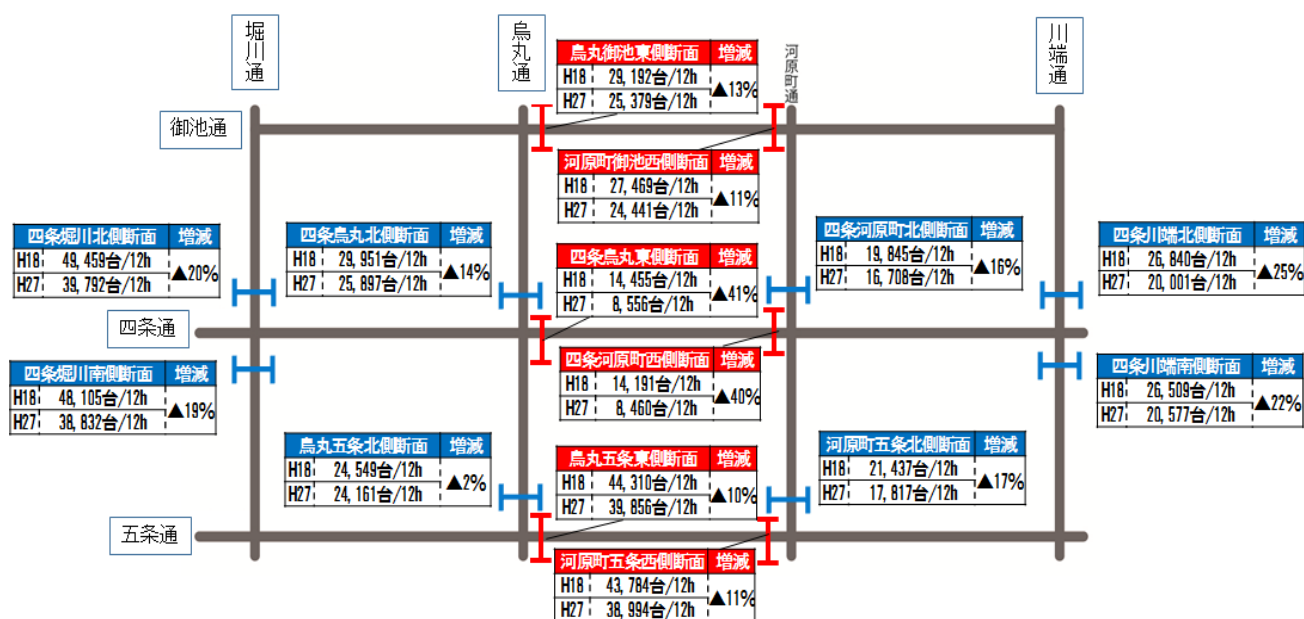 堀川通
烏丸通
河原町通
川端通
御池通
四条通
五条通
烏丸御池東側断面 増減
H18 29,192台/12h ▲13%
H27 25,379台/12h
河原町御池西側断面 増減
H18 27,469台/12h ▲11%
H27 24,441台/12h
四条堀川北側断面 増減
H18 49,459台/12h ▲20%
H27 39,792台/12h
四条烏丸北側断面 増減
H18 29,951台/12h ▲14%
H27 25,897台/12h
四条烏丸東側断面 増減
H18 14,455台/12h ▲41%
H27 8,556台/12h
四条河原町北側断面 増減
H18 19,845台/12h ▲16%
H27 16,708台/12h
四条川端北側断面 増減
H18 26,840台/12h ▲25%
H27 20,001台/12h
四条堀川南側断面 増減
H18 48,105台/12h ▲19%
H27 38,832台/12h
四条河原町西側断面 増減
H18 14,191台/12h ▲40%
H27 8,460台/12h
四条川端南側断面 増減
H18 26,509台/12h ▲22%
H27 20,577台/12h
烏丸五条北側断面 増減
H18 24,549台/12h ▲2%
H27 24,161台/12h
烏丸五条東側断面 増減
H18 44,310台/12h ▲10%
H27 39,856台/12h
河原町五条北側断面 増減
H18 21,437台/12h ▲17%
H27 17,817台/12h
河原町五条西側断面 増減
H18 43,784台/12h ▲11%
H27 38,994台/12h